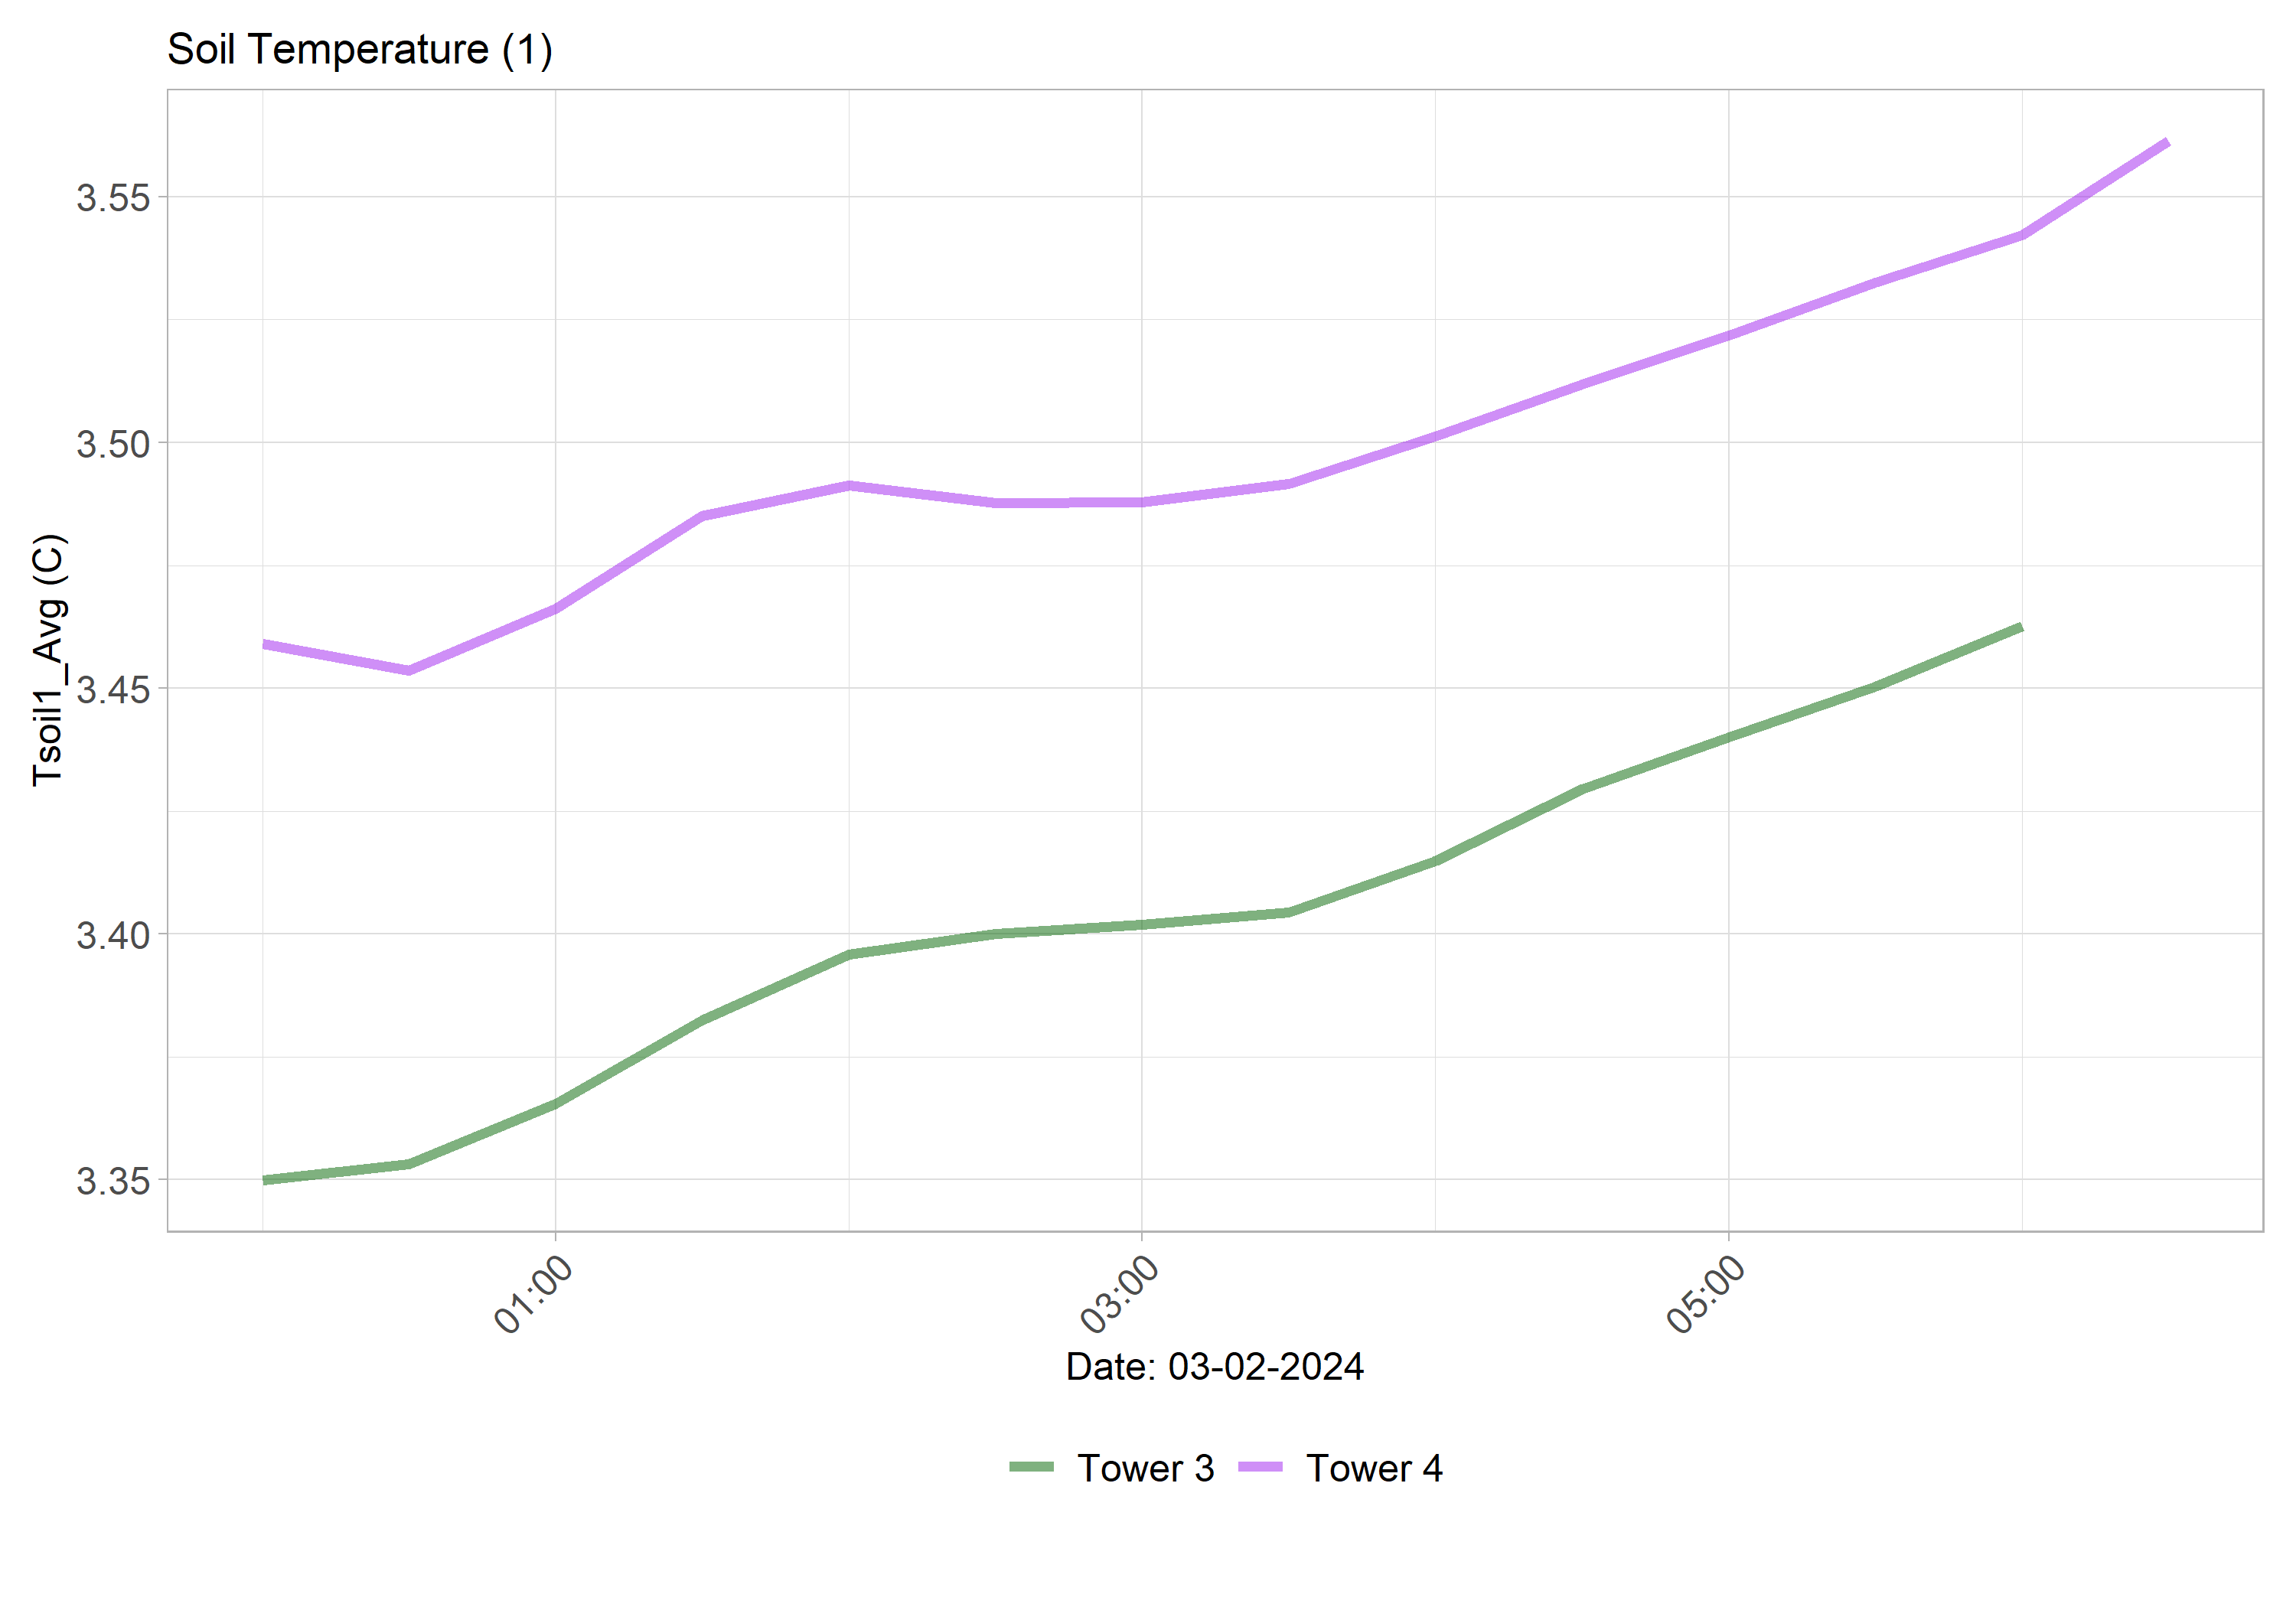 Soil Temperature (1)
Tsoil1_Avg (C)
3.55
3.50
3.45
3.40
3.35
01:00
03:00
05:00
Date: 03-02-2024
Tower 3
Tower 4